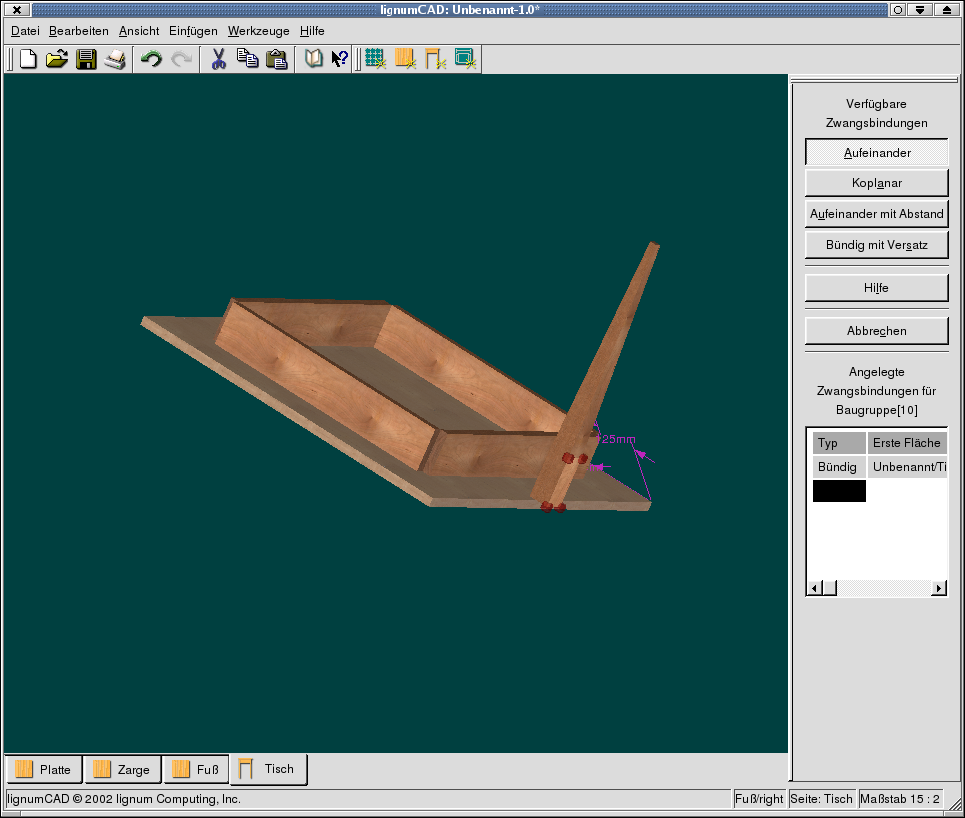 lignumCAD: Unbenannt-1.0*
Datei Bearbeiten Ansicht Einfügen Werkzeuge Hilfe
Verfügbare
Zwangsbindungen
Aufeinander
Koplanar
Aufeinander mit Abstand
Bündig mit Versatz
Hilfe
Abbrechen
Angelegte
Zwangsbindungen für
Baugruppe[10]
Typ Erste Fläche
Bündig Unbenannt/Ti
25mm
Platte Zarge Fuß Tisch
lignumCAD © 2002 lignum Computing, Inc. Fuß/right Seite: Tisch Maßstab 15 : 2